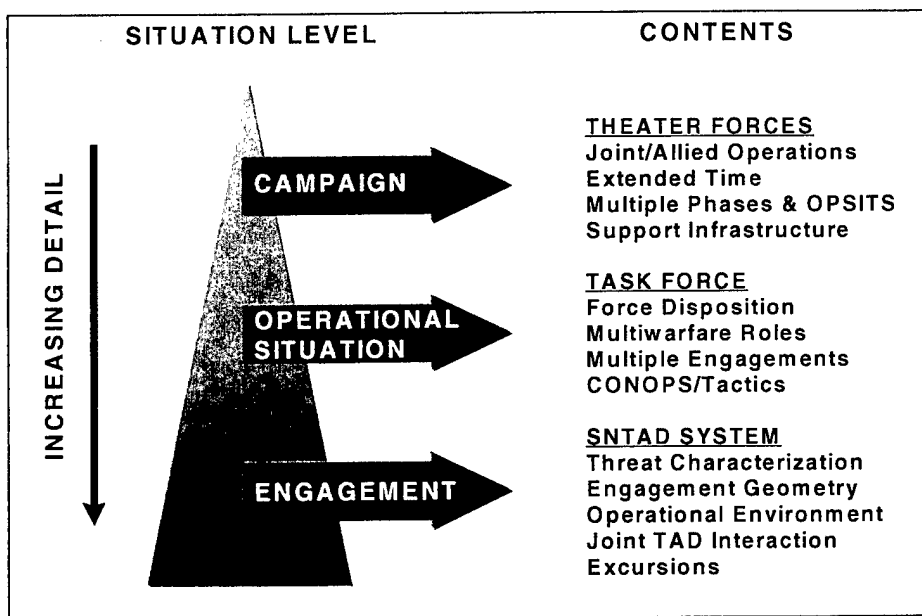 SITUATION LEVEL
CONTENTS
INCREASING DETAIL
CAMPAIGN
THEATER FORCES
Joint/Allied Operations
Extended Time
Multiple Phases & OPSITS
Support Infrastructure
OPERATIONAL
SITUATION
TASK FORCE
Force Disposition
Multiwarfare Roles
Multiple Engagements
CONOPS/Tactics
ENGAGEMENT
SNTAD SYSTEM
Threat Characterization
Engagement Geometry
Operational Environment
Joint TAD Interaction
Excursions